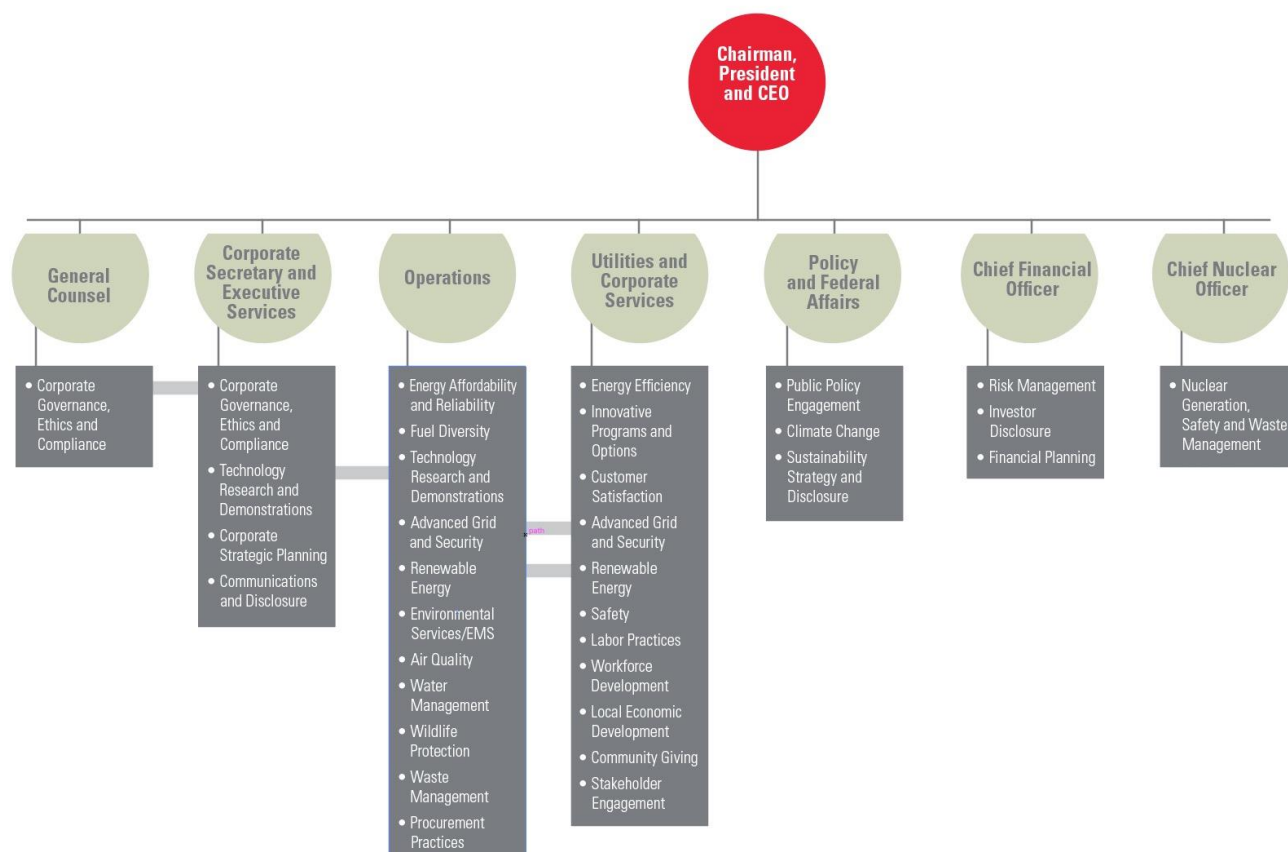 Chairman,
President
and CEO
General
Counsel
Corporate
Secretary and
Executive
Services
Operations
Utilities and
Corporate
Services
Policy
and Federal
Affairs
Chief Financial
Officer
Chief Nuclear
Officer
• Corporate
Governance,
Ethics and
Compliance
• Corporate
Governance,
Ethics and
Compliance
• Technology
Research and
Demonstrations
• Corporate
Strategic Planning
• Communications
and Disclosure
• Energy Affordability
and Reliability
• Fuel Diversity
• Technology
Research and
Demonstrations
• Advanced Grid
and Security
• Renewable
Energy
• Environmental
Services/EMS
• Air Quality
• Water
Management
• Wildlife
Protection
• Waste
Management
• Procurement
Practices
path
• Energy Efficiency
• Innovative
Programs and
Options
• Customer
Satisfaction
• Advanced Grid
and Security
• Renewable
Energy
• Safety
• Labor Practices
• Workforce
Development
• Local Economic
Development
• Community Giving
• Stakeholder
Engagement
• Public Policy
Engagement
• Climate Change
• Sustainability
Strategy and
Disclosure
• Risk Management
• Investor
Disclosure
• Financial Planning
• Nuclear
Generation,
Safety and Waste
Management